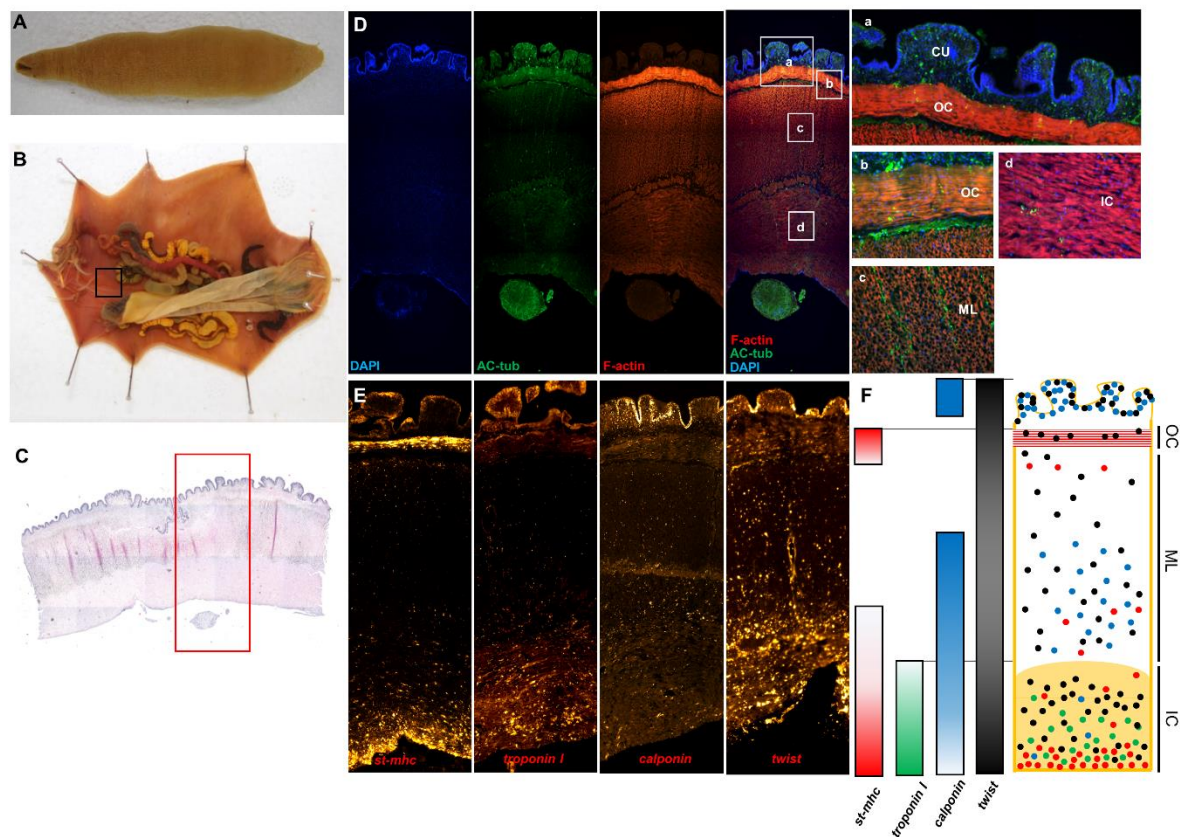 A
B
C
D
DAPI
AC-tub
F-actin
a
b
c
d
F-actin
AC-tub
DAPI
a
CU
OC
b
OC
d
IC
c
ML
E
st-mhc
troponin I
calponin
twist
F
st-mhc
troponin I
calponin
twist
OC
ML
IC